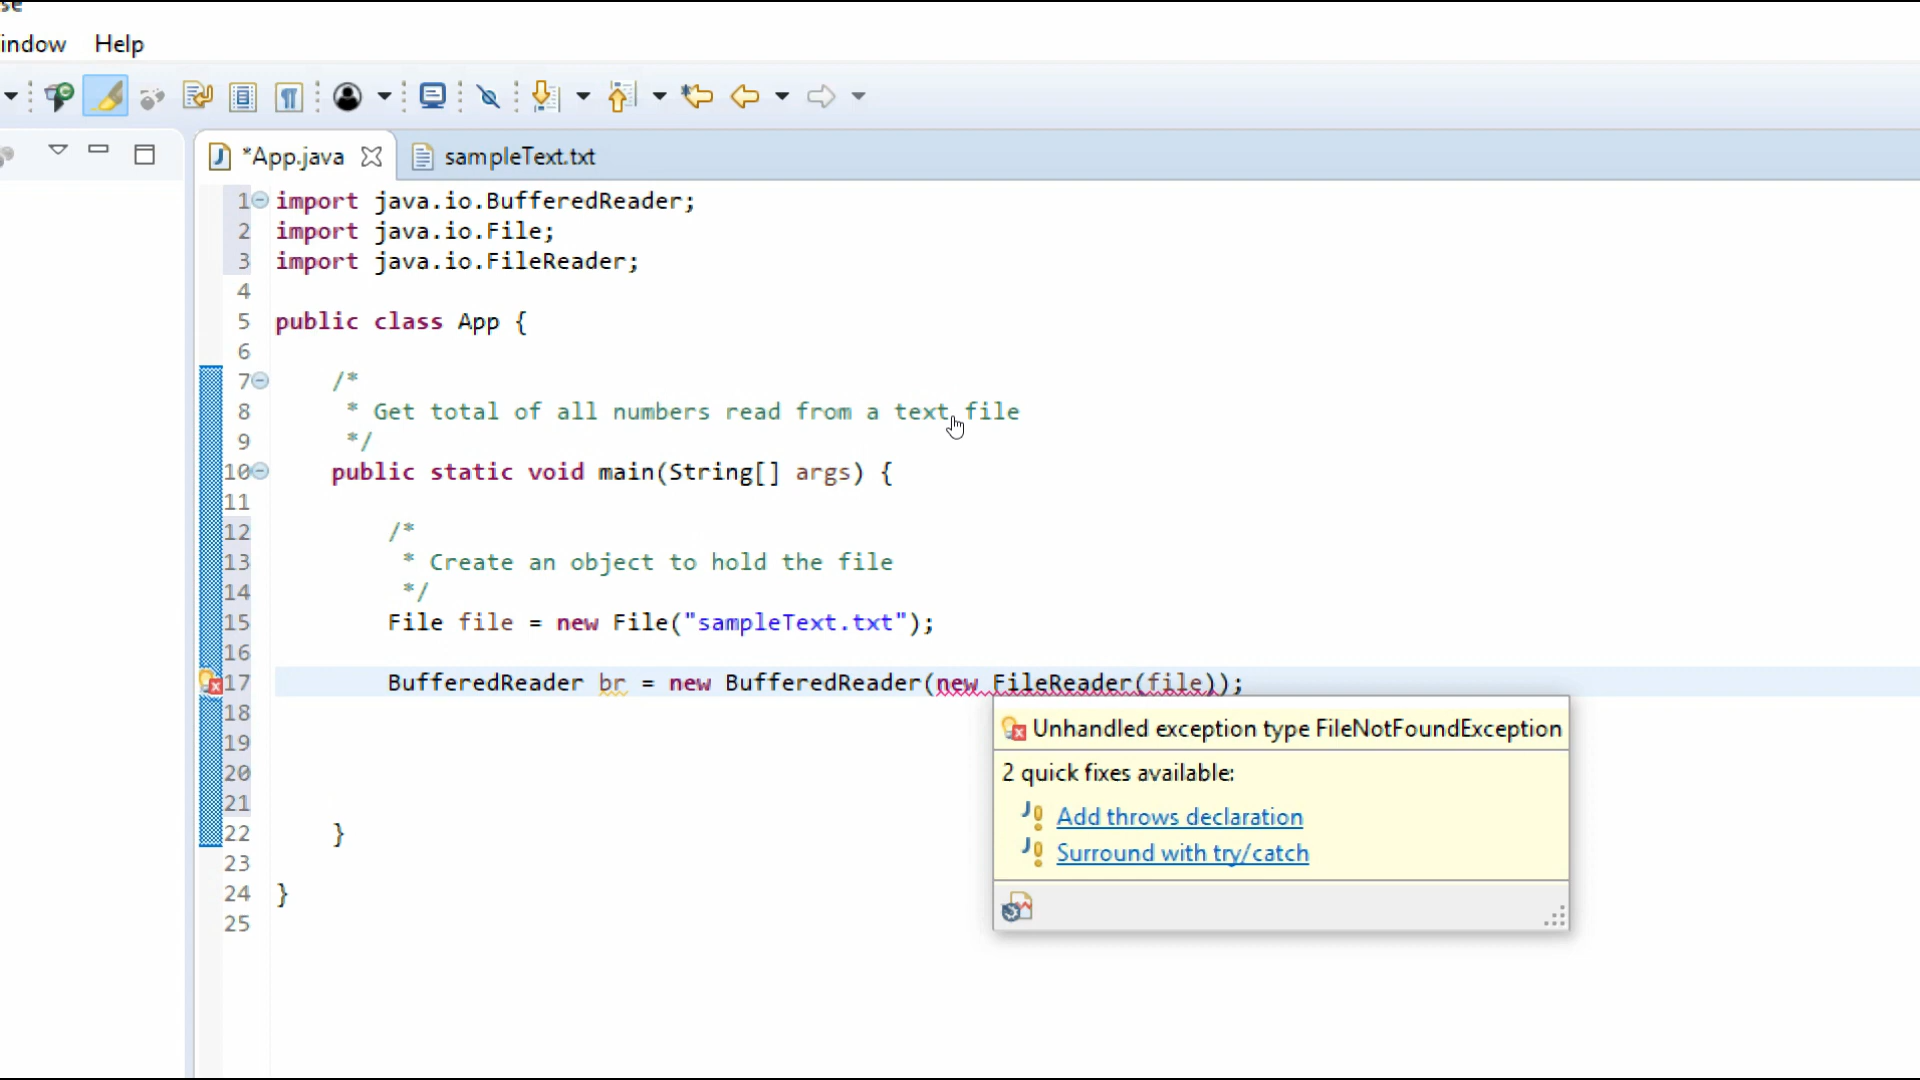 se
indow Help
*App.java sampleText.txt
1 import java.io.BufferedReader;
2 import java.io.File;
3 import java.io.FileReader;
4
5 public class App {
6
7 /*
8 * Get total of all numbers read from a text file
9 */
10 public static void main(String[] args) {
11
12 /*
13 * Create an object to hold the file
14 */
15 File file = new File("sampleText.txt");
16
17 BufferedReader br = new BufferedReader(new FileReader(file));
18
19
20
21
22 }
23
24 }
25
Unhandled exception type FileNotFoundException
2 quick fixes available:
Add throws declaration
Surround with try/catch